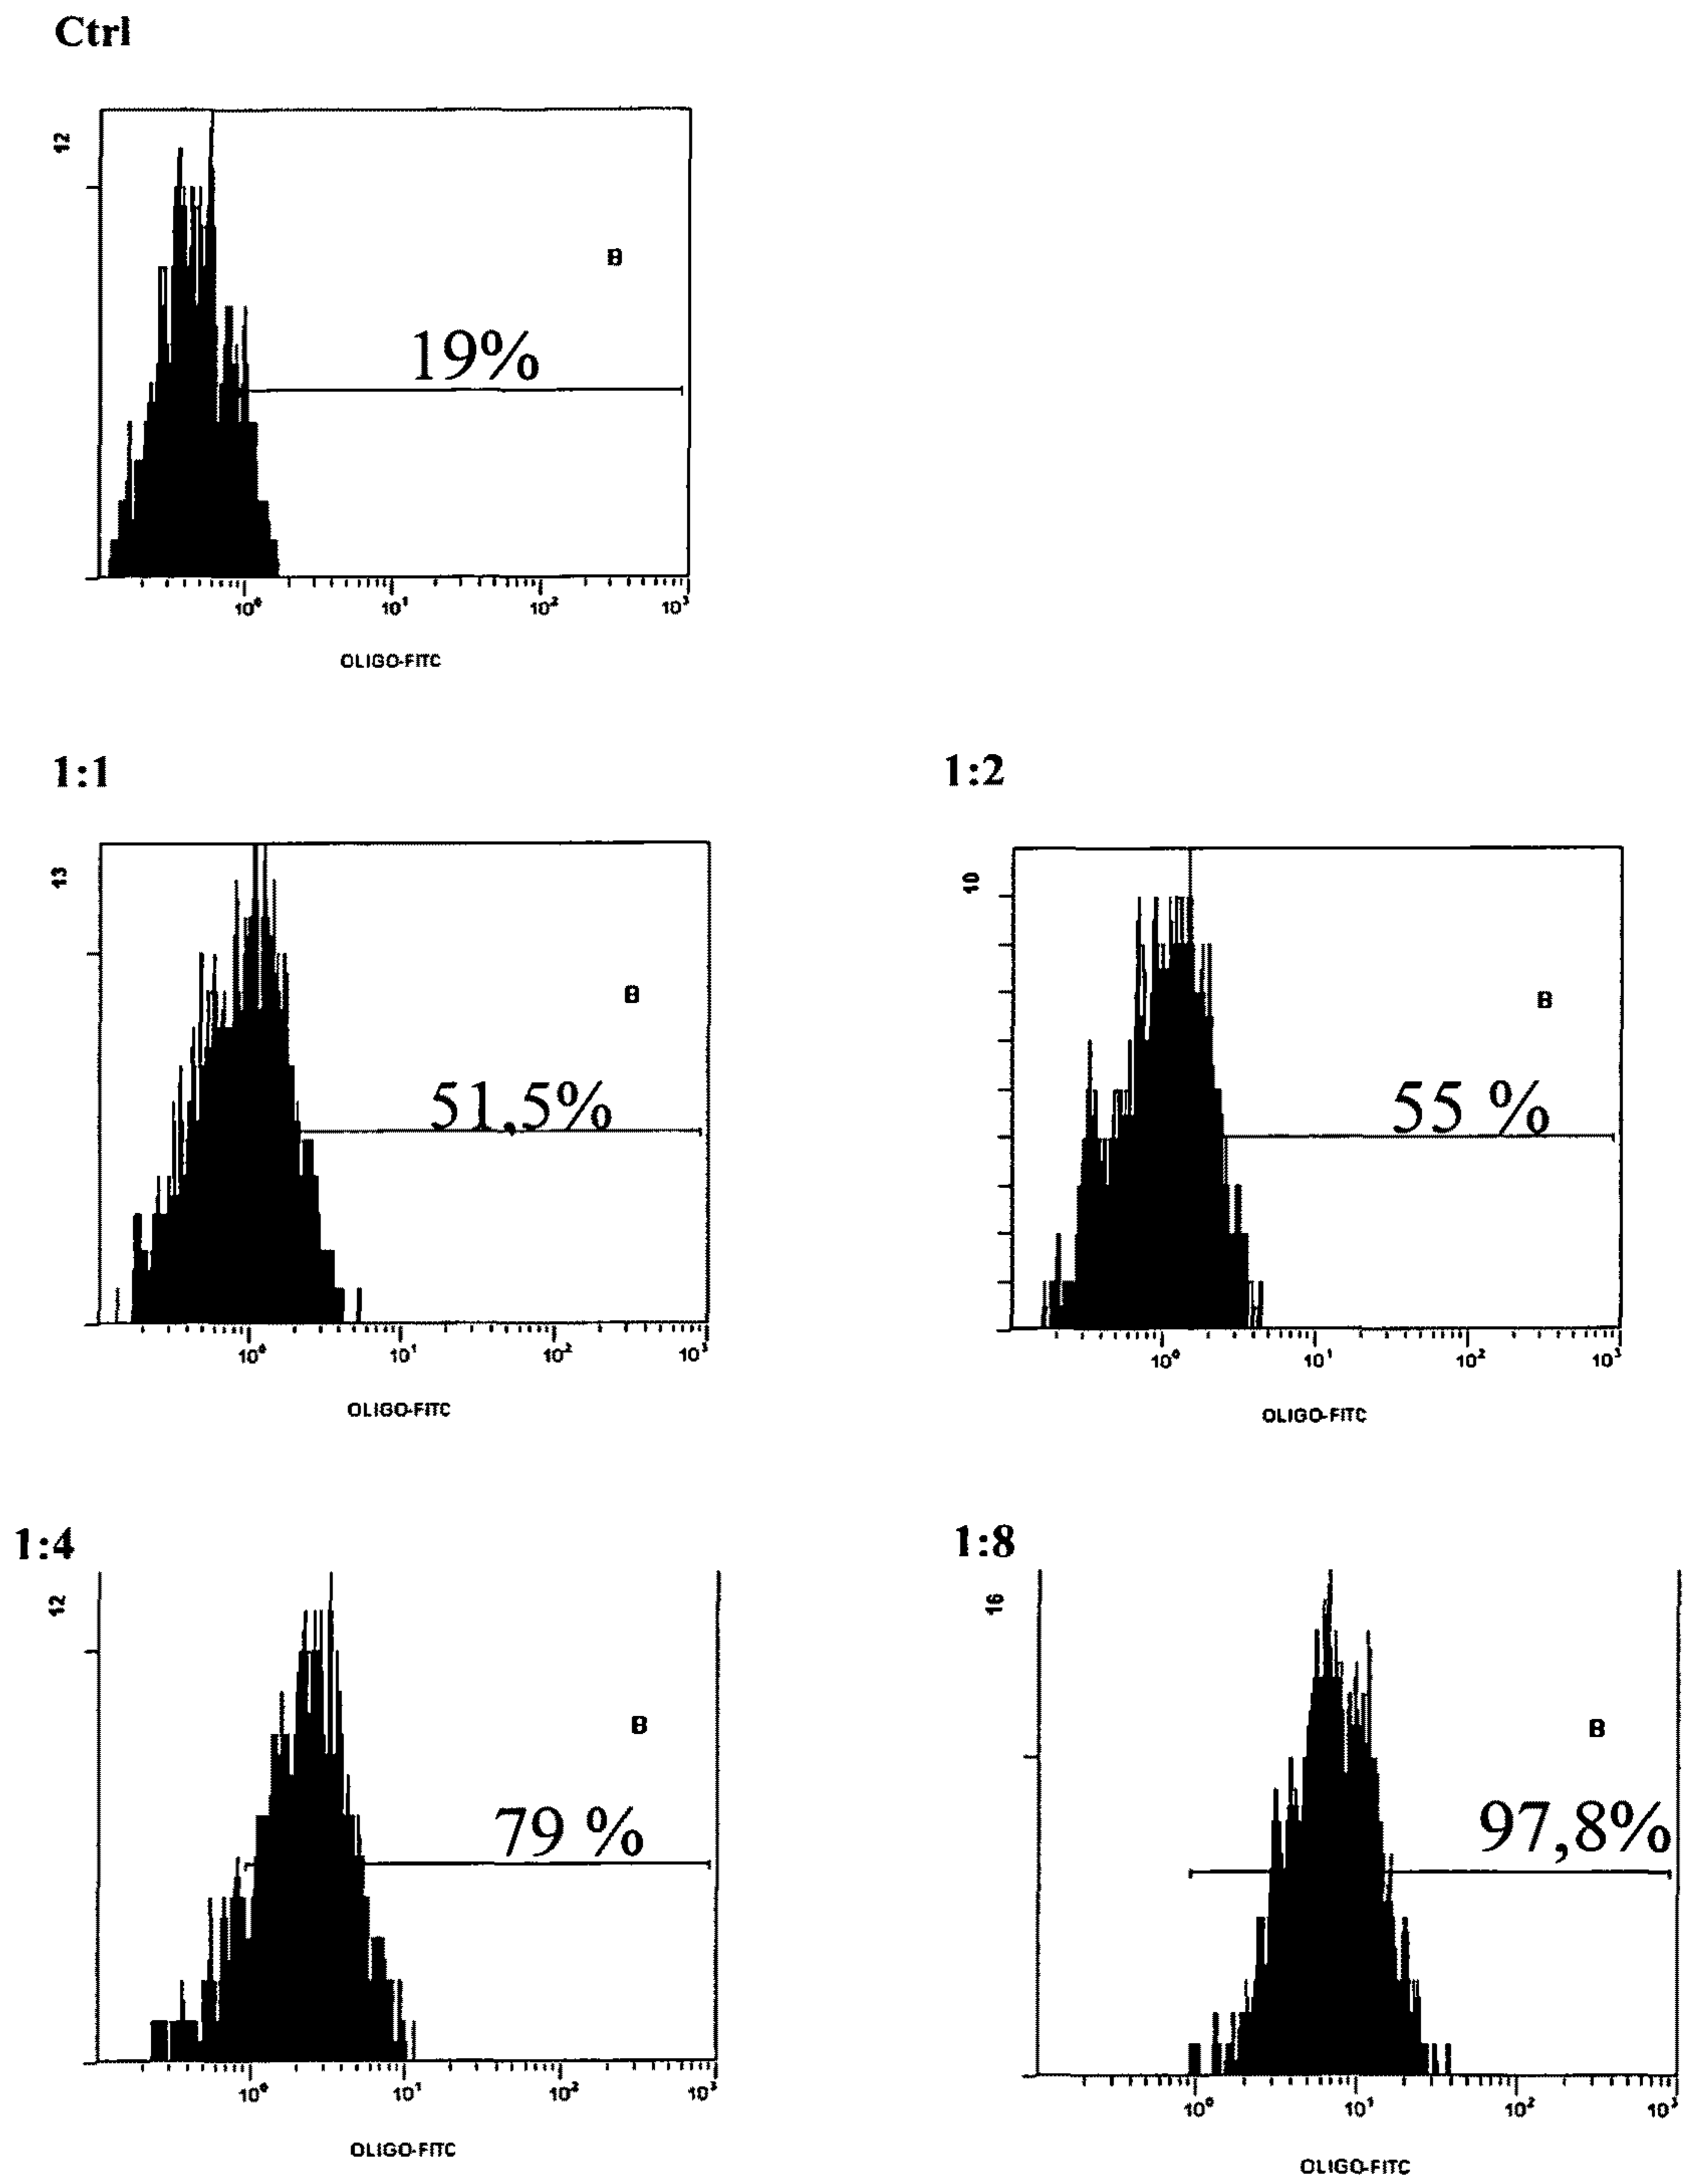 Ctrl
12
B
19%
10⁰ 10¹ 10² 10³
OLIGO-FITC
1:1
13
B
51,5%
10⁰ 10¹ 10² 10³
OLIGO-FITC
1:2
10
B
55 %
10⁰ 10¹ 10² 10³
OLIGO-FITC
1:4
12
B
79 %
10⁰ 10¹ 10² 10³
OLIGO-FITC
1:8
16
B
97,8%
10⁰ 10¹ 10² 10³
OLIGO-FITC